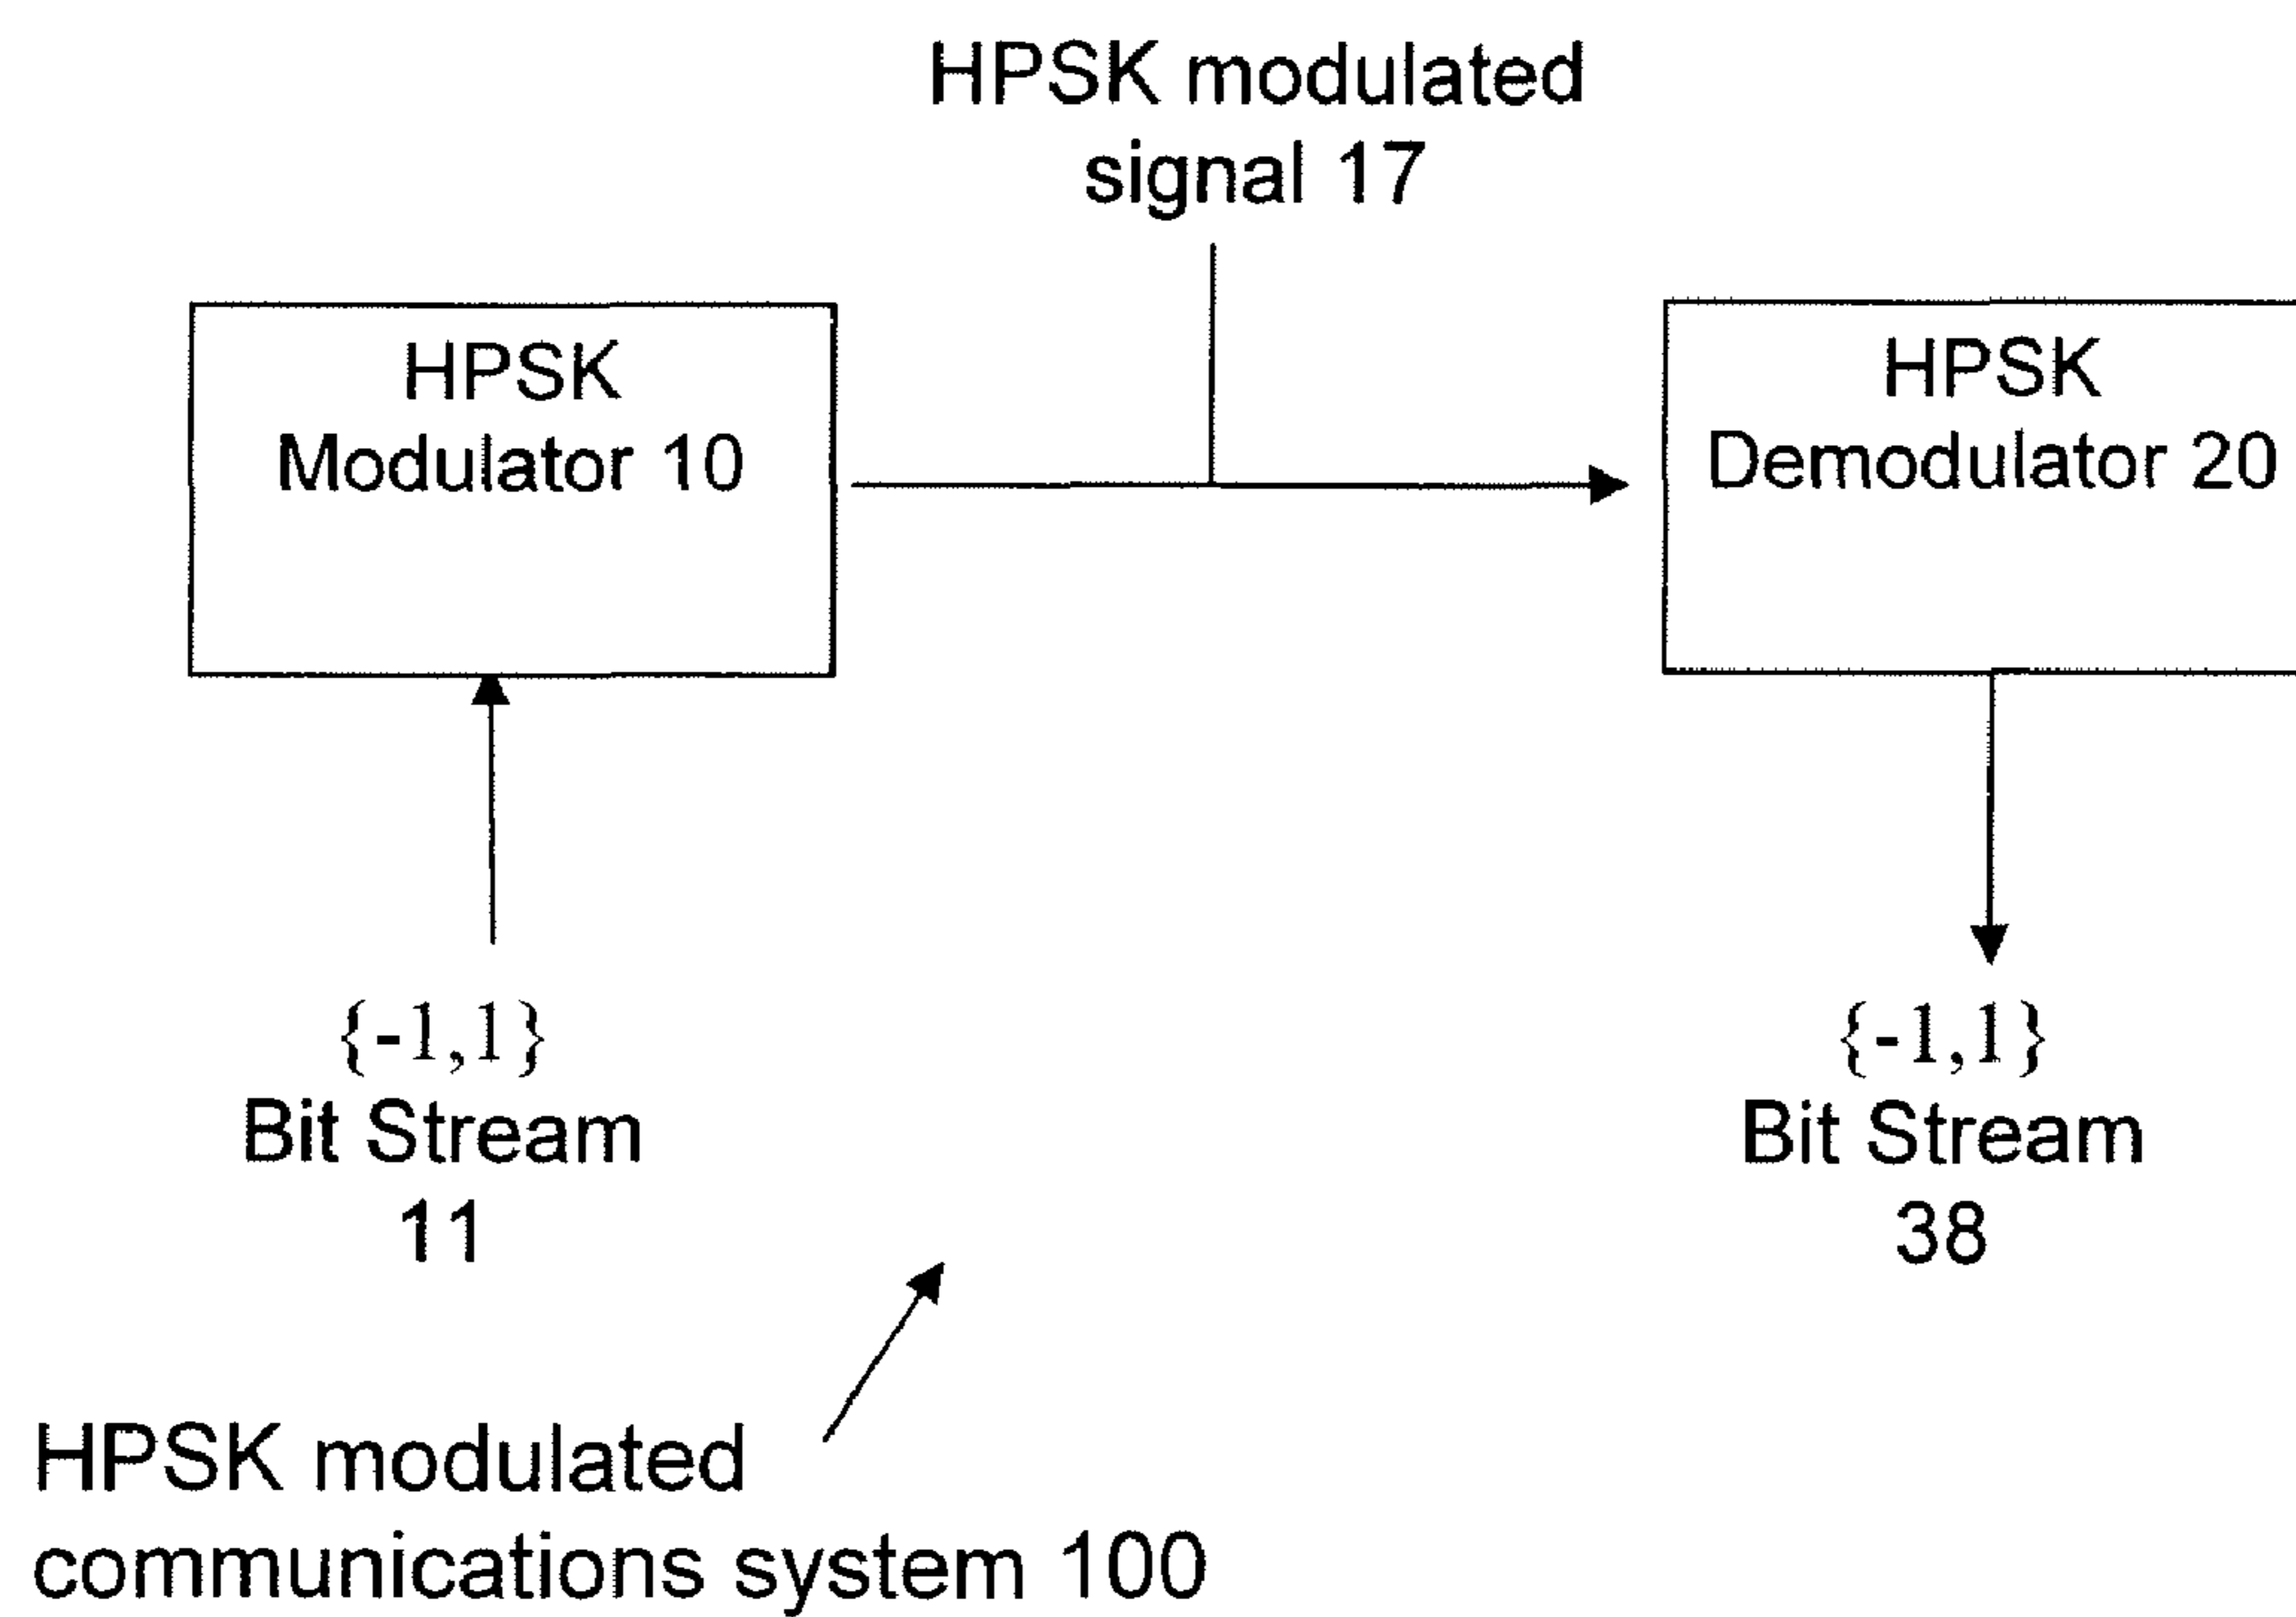 HPSK modulated
signal 17
HPSK
Modulator 10
HPSK
Demodulator 20
{-1,1}
Bit Stream
11
{-1,1}
Bit Stream
38
HPSK modulated
communications system 100